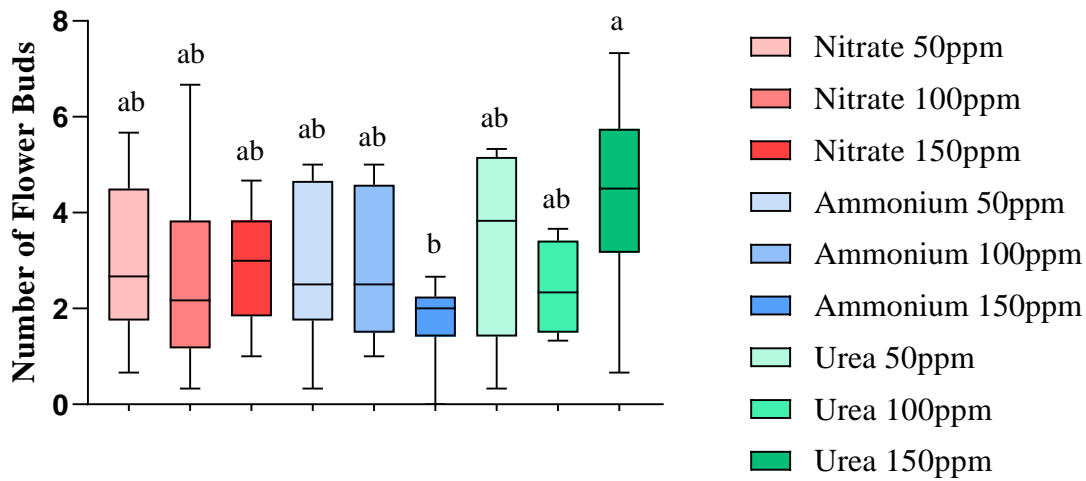 Number of Flower Buds
8
6
4
2
0
ab
ab
ab
ab
ab
b
ab
ab
a
Nitrate 50ppm
Nitrate 100ppm
Nitrate 150ppm
Ammonium 50ppm
Ammonium 100ppm
Ammonium 150ppm
Urea 50ppm
Urea 100ppm
Urea 150ppm